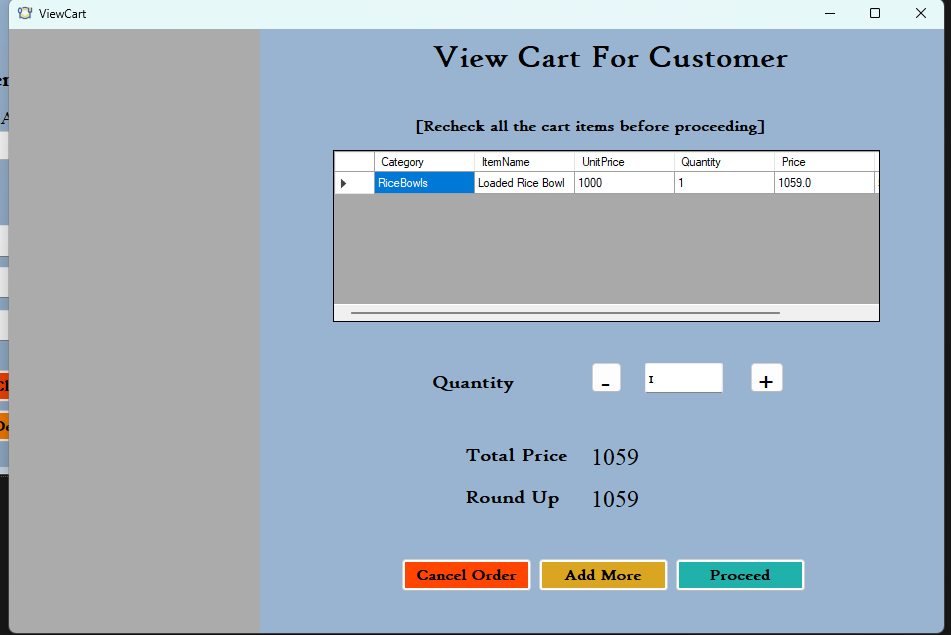 ViewCart
View Cart For Customer
[Recheck all the cart items before proceeding]
Category ItemName UnitPrice Quantity Price
RiceBowls Loaded Rice Bowl 1000 1 1059.0
Quantity - 1 +
Total Price 1059
Round Up 1059
Cancel Order Add More Proceed